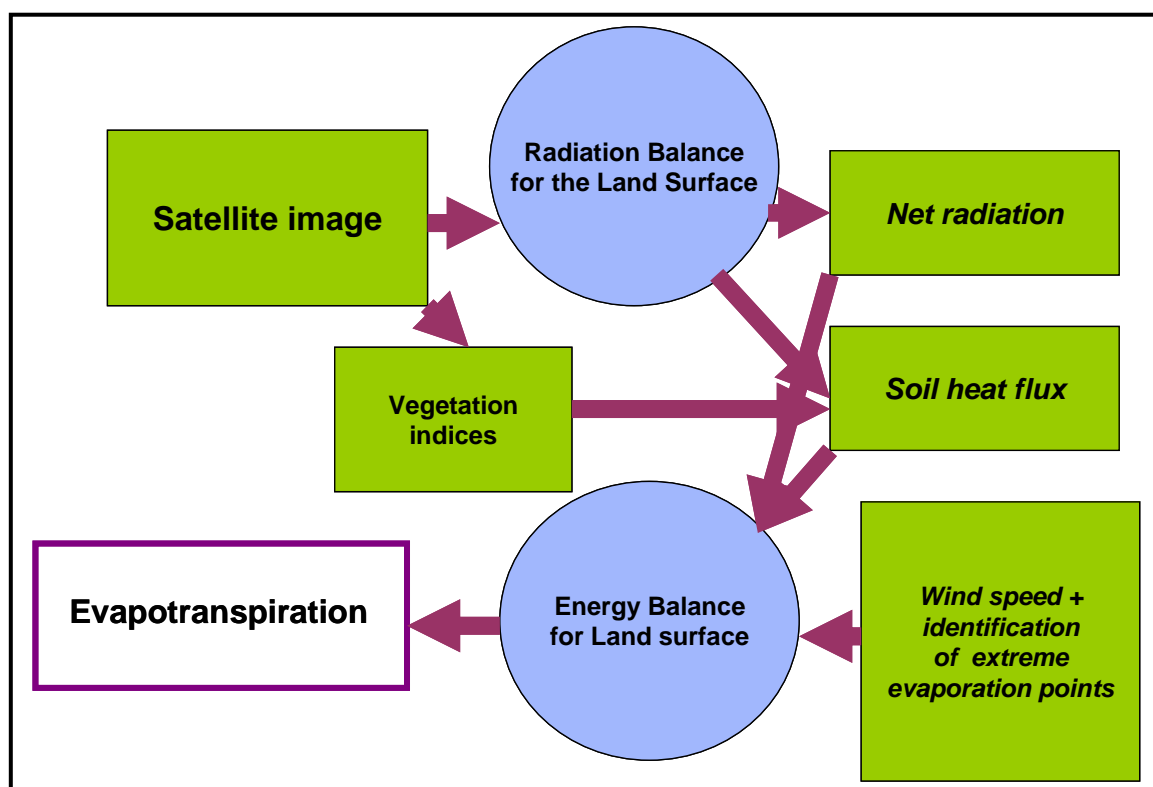 Radiation Balance
for the Land Surface
Satellite image
Net radiation
Vegetation
indices
Soil heat flux
Evapotranspiration
Energy Balance
for Land surface
Wind speed +
identification
of extreme
evaporation points